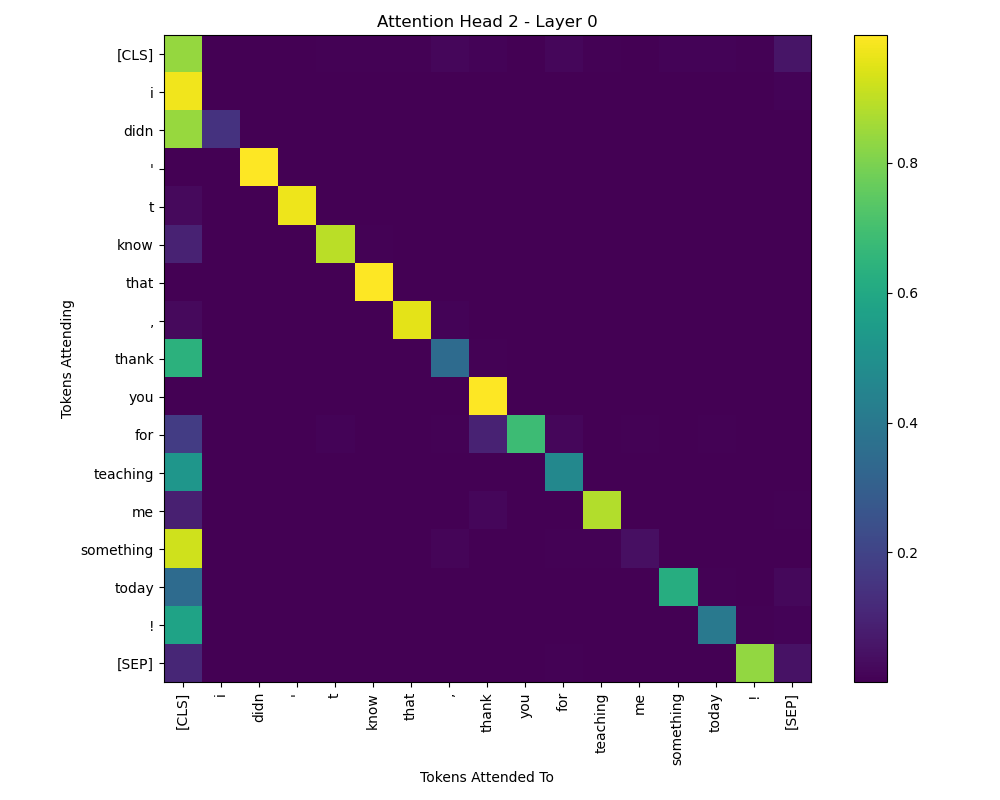 Attention Head 2 - Layer 0
Tokens Attending
[CLS]
i
didn
'
t
know
that
,
thank
you
for
teaching
me
something
today
!
[SEP]
[CLS]
i
didn
'
t
know
that
,
thank
you
for
teaching
me
something
today
!
[SEP]
Tokens Attended To
0.8
0.6
0.4
0.2